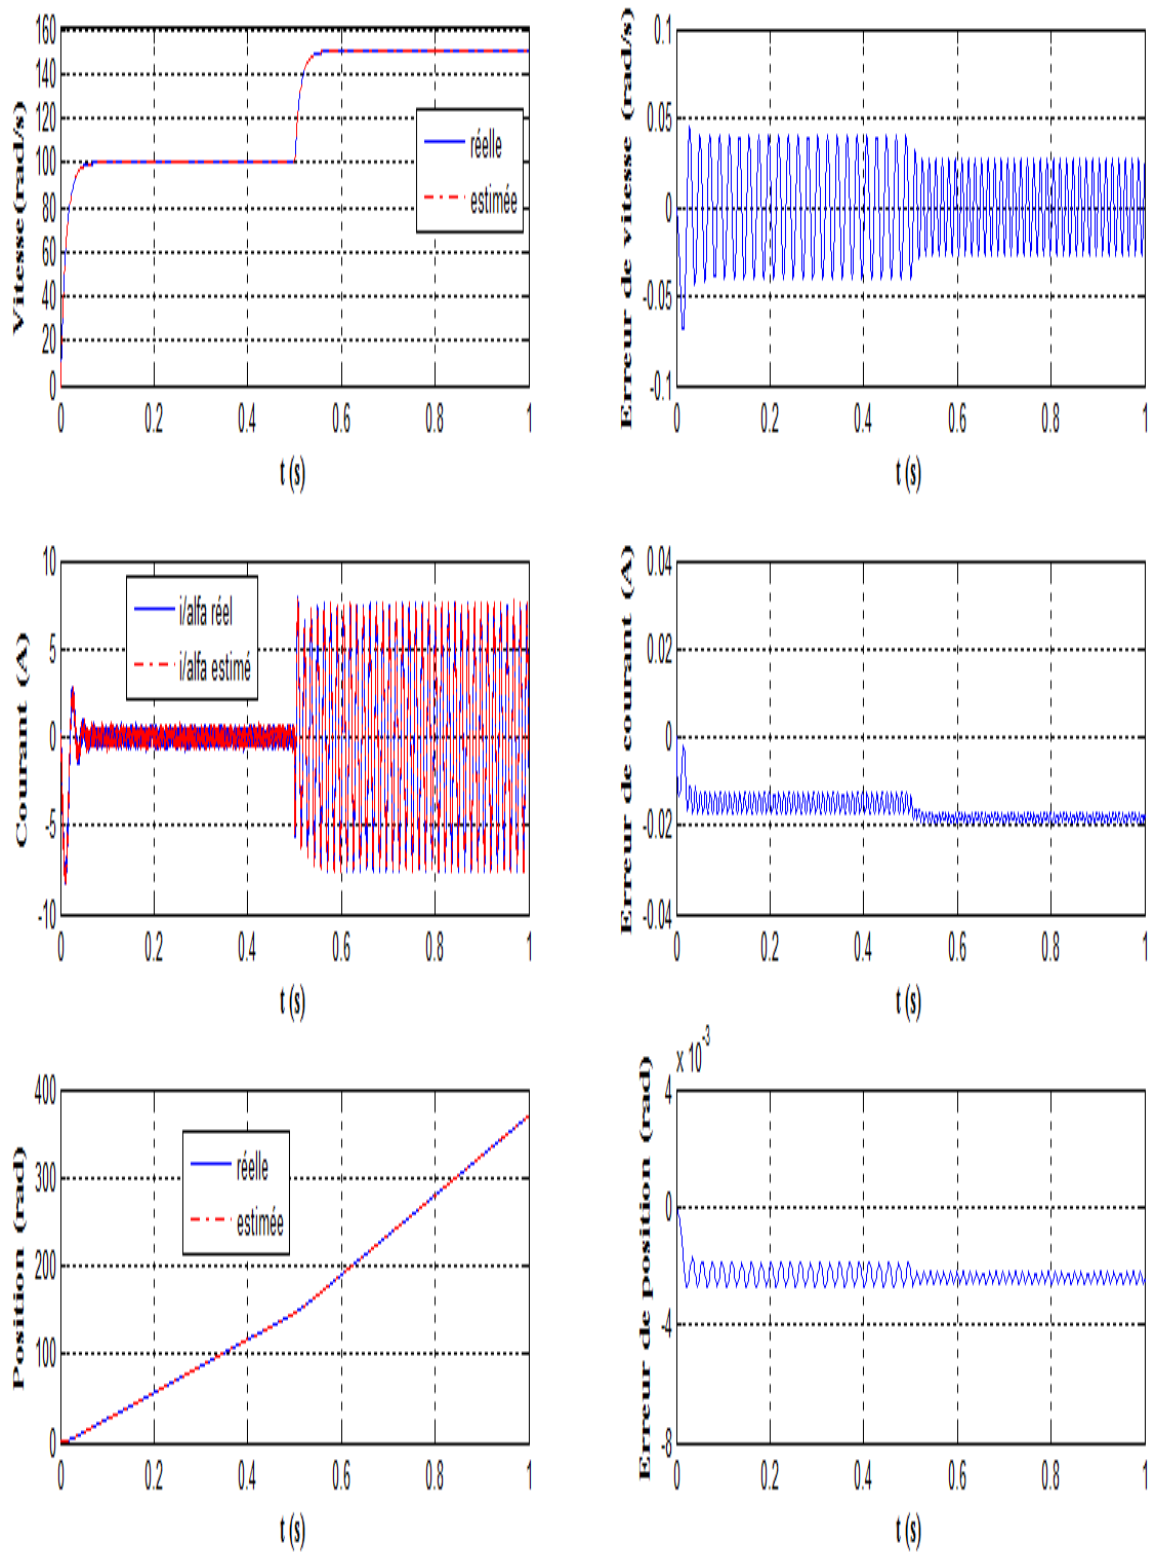 Vitesse(rad/s)
160
140
120
100
80
60
40
20
0
réelle
estimée
0 0.2 0.4 0.6 0.8 1
t (s)
Erreur de vitesse (rad/s)
0.1
0.05
0
-0.05
-0.1
0 0.2 0.4 0.6 0.8 1
t (s)
Courant (A)
10
5
0
-5
-10
i/alfa réel
i/alfa estimé
0 0.2 0.4 0.6 0.8 1
t (s)
Erreur de courant (A)
0.04
0.02
0
-0.02
-0.04
0 0.2 0.4 0.6 0.8 1
t (s)
Position (rad)
400
300
200
100
0
réelle
estimée
0 0.2 0.4 0.6 0.8 1
t (s)
Erreur de position (rad)
x 10^-3
4
0
-4
-8
0 0.2 0.4 0.6 0.8 1
t (s)